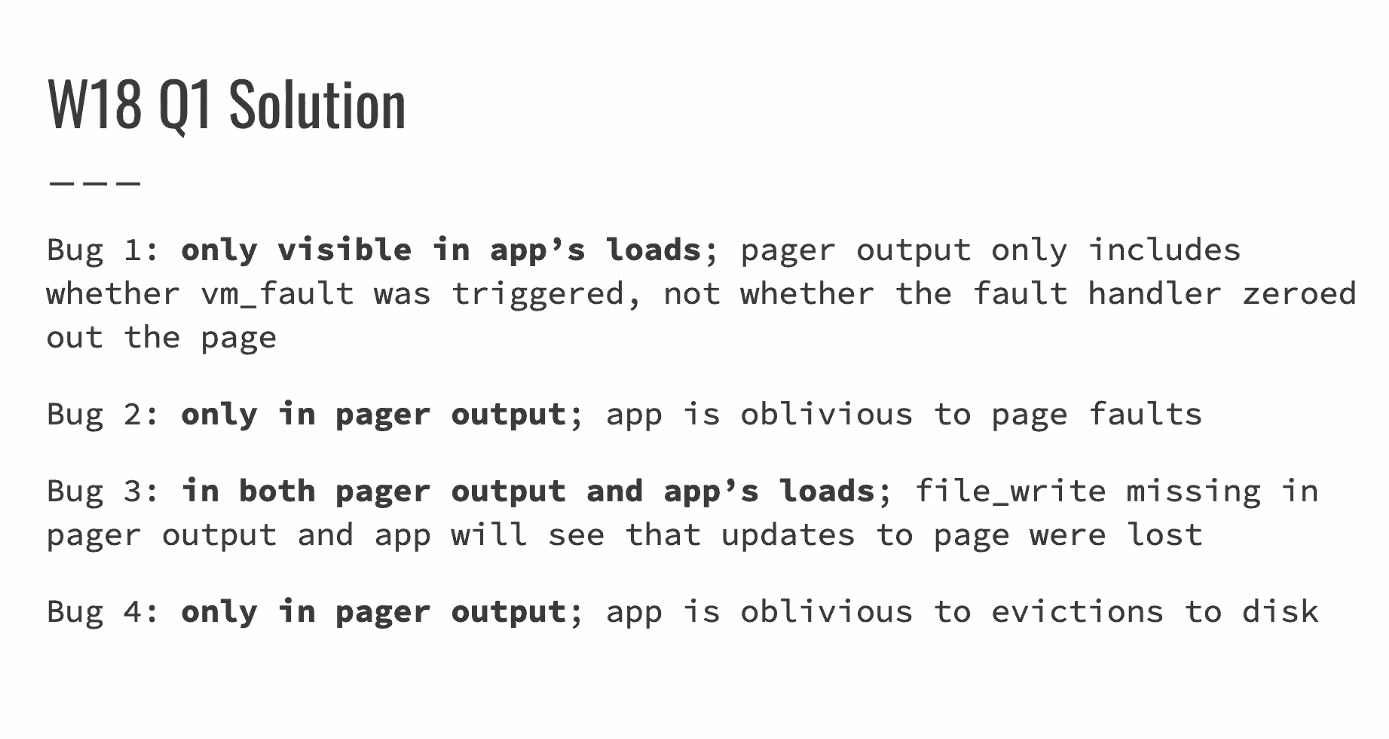 W18 Q1 Solution
———
Bug 1: only visible in app’s loads; pager output only includes
whether vm_fault was triggered, not whether the fault handler zeroed
out the page
Bug 2: only in pager output; app is oblivious to page faults
Bug 3: in both pager output and app’s loads; file_write missing in
pager output and app will see that updates to page were lost
Bug 4: only in pager output; app is oblivious to evictions to disk